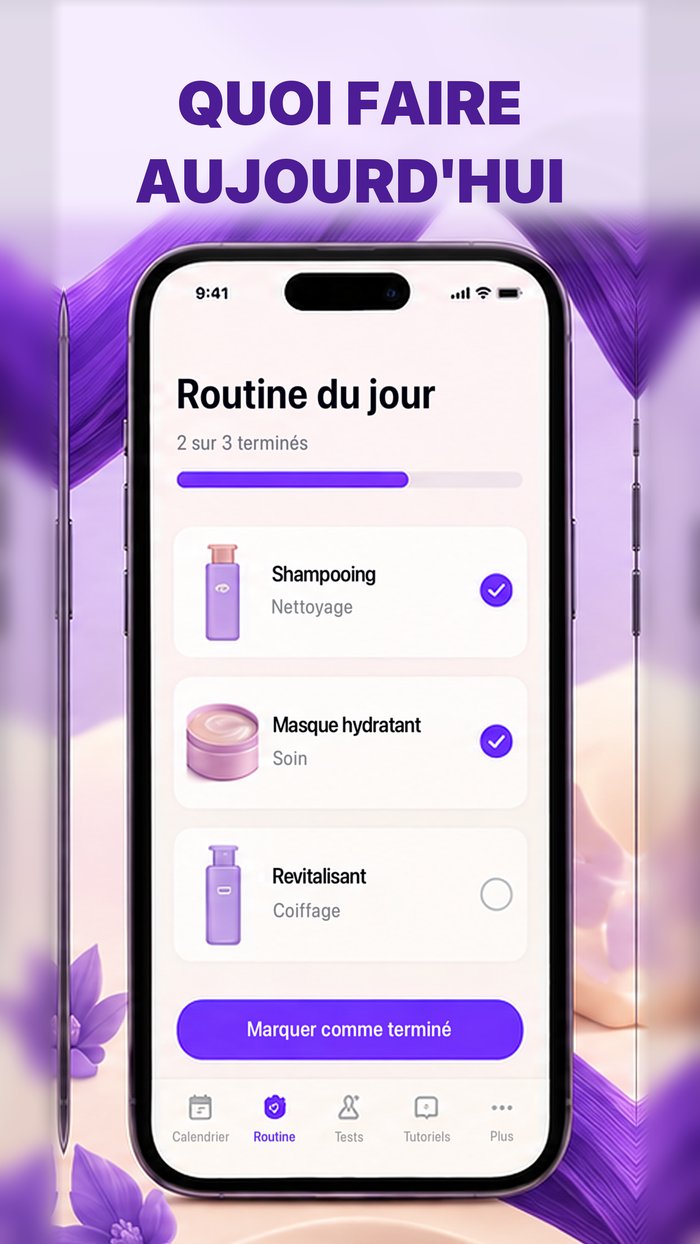 QUOI FAIRE
AUJOURD'HUI
9:41
Routine du jour
2 sur 3 terminés
Shampooing
Nettoyage
Masque hydratant
Soin
Revitalisant
Coiffage
Marquer comme terminé
Calendrier Routine Tests Tutoriels Plus